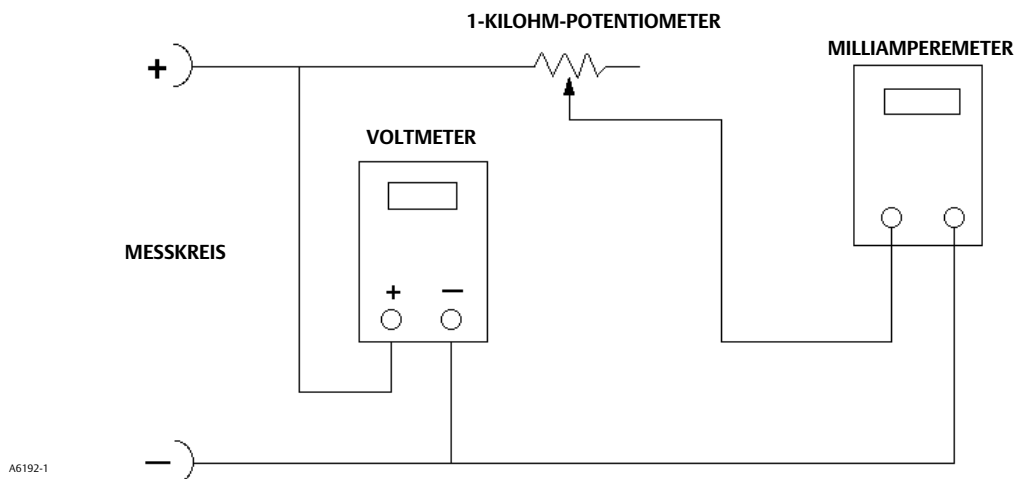 1-KILOHM-POTENTIOMETER
MILLIAMPEREMETER
+
VOLTMETER
MESSKREIS
+ —
—
A6192-1